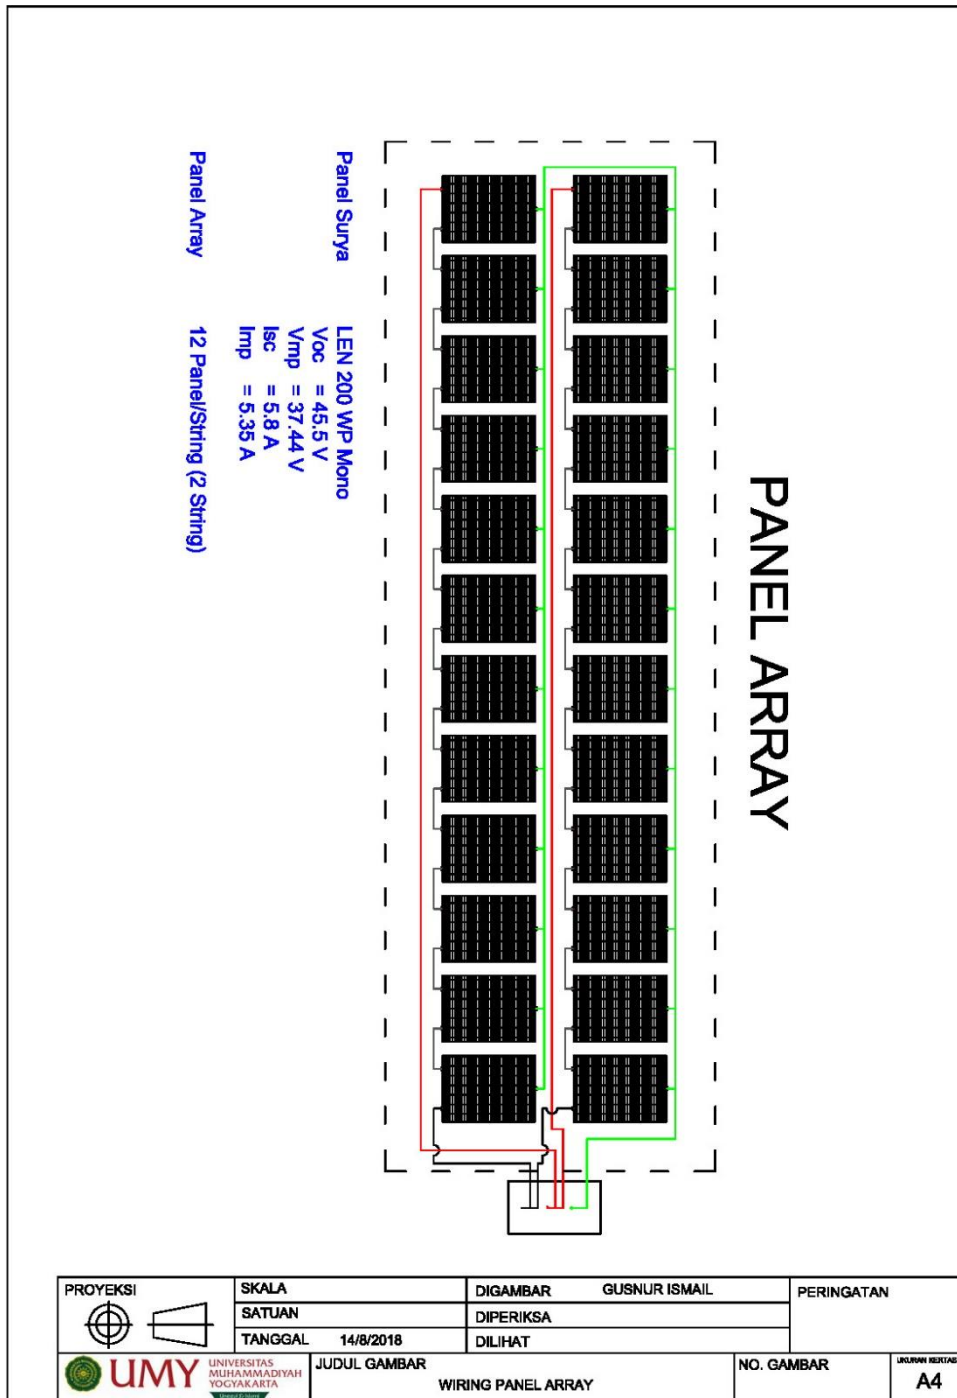 PANEL ARRAY
Panel Surya LEN 200 WP Mono
Voc = 45.5 V
Vmp = 37.44 V
Isc = 5.8 A
Imp = 5.35 A
Panel Array 12 Panel/String (2 String)
PROYEKSI
SKALA
SATUAN
TANGGAL 14/8/2018
DIGAMBAR GUSNUR ISMAIL
DIPERIKSA
DILIHAT
PERINGATAN
UMY
UNIVERSITAS
MUHAMMADIYAH
YOGYAKARTA
JUDUL GAMBAR
WIRING PANEL ARRAY
NO. GAMBAR
UKURAN KERTAS
A4